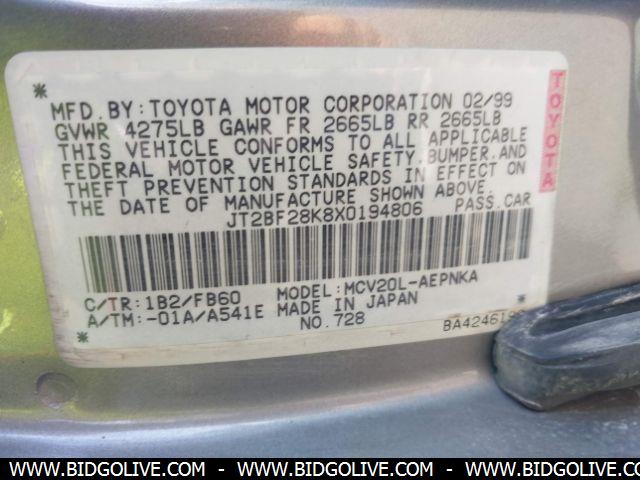 MFD. BY: TOYOTA MOTOR CORPORATION 02/99
GVWR 4275LB GAWR FR 2665LB RR 2665LB
THIS VEHICLE CONFORMS TO ALL APPLICABLE
FEDERAL MOTOR VEHICLE SAFETY, BUMPER, AND
THEFT PREVENTION STANDARDS IN EFFECT ON
THE DATE OF MANUFACTURE SHOWN ABOVE.
JT2BF28K8X0194806 PASS. CAR
TOYOTA
C/TR: 1B2/FB60 MODEL: MCV20L-AEPNKA
A/TM: -01A/A541E MADE IN JAPAN
NO. 728
WWW.BIDGOLIVE.COM - WWW.BIDGOLIVE.COM - WWW.BIDGOLIVE.COM